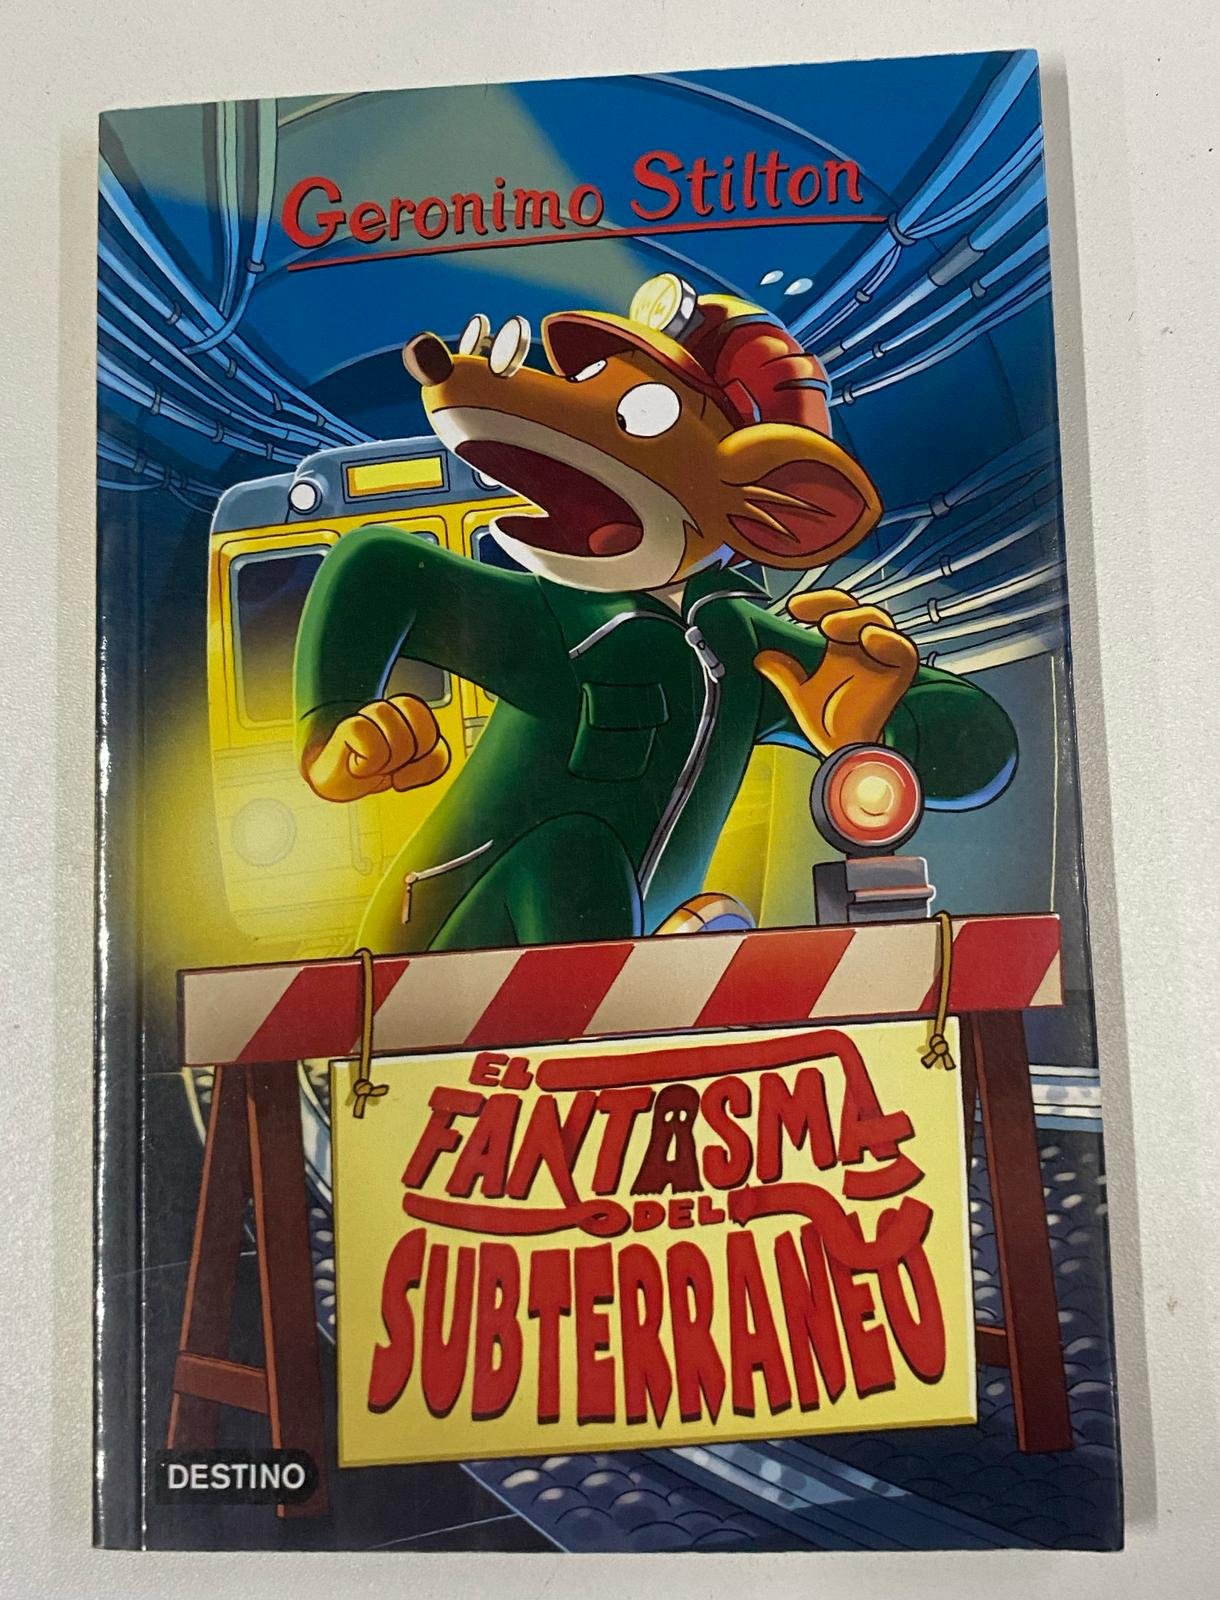 Geronimo Stilton
EL
FANTASMA
DEL
SUBTERRANEO
DESTINO